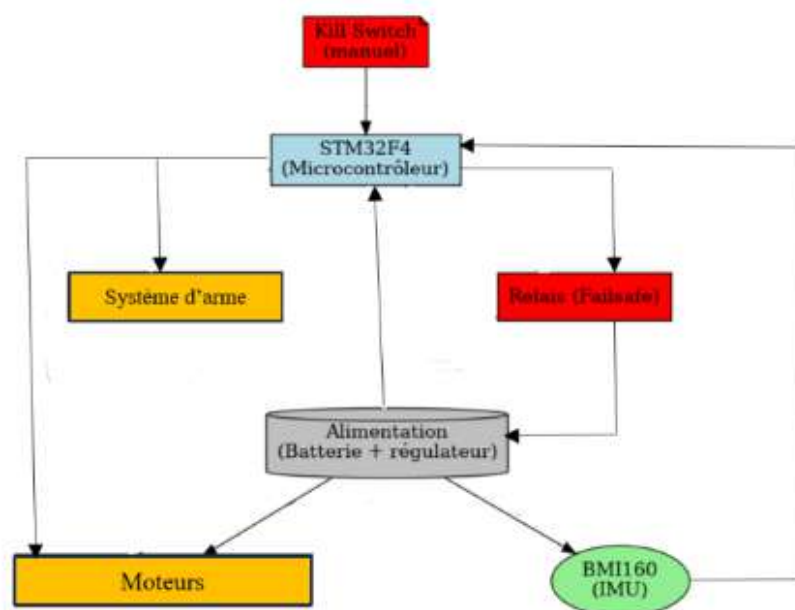 Kill Switch
(manuel)
STM32F4
(Microcontrôleur)
Système d'arme
Relais (Failsafe)
Alimentation
(Batterie + régulateur)
Moteurs
BMI160
(IMU)